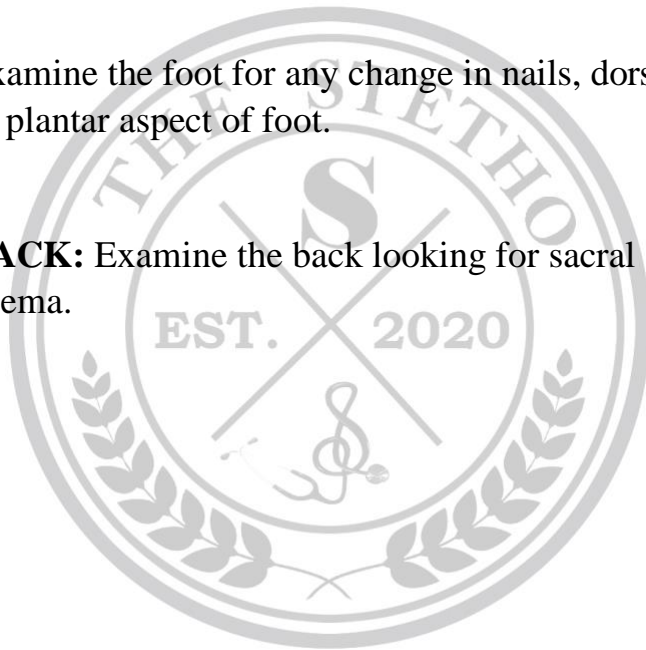 xamine the foot for any change in nails, dors
plantar aspect of foot.
ACK: Examine the back looking for sacral
ema.
THE STETHO
S
EST. 2020